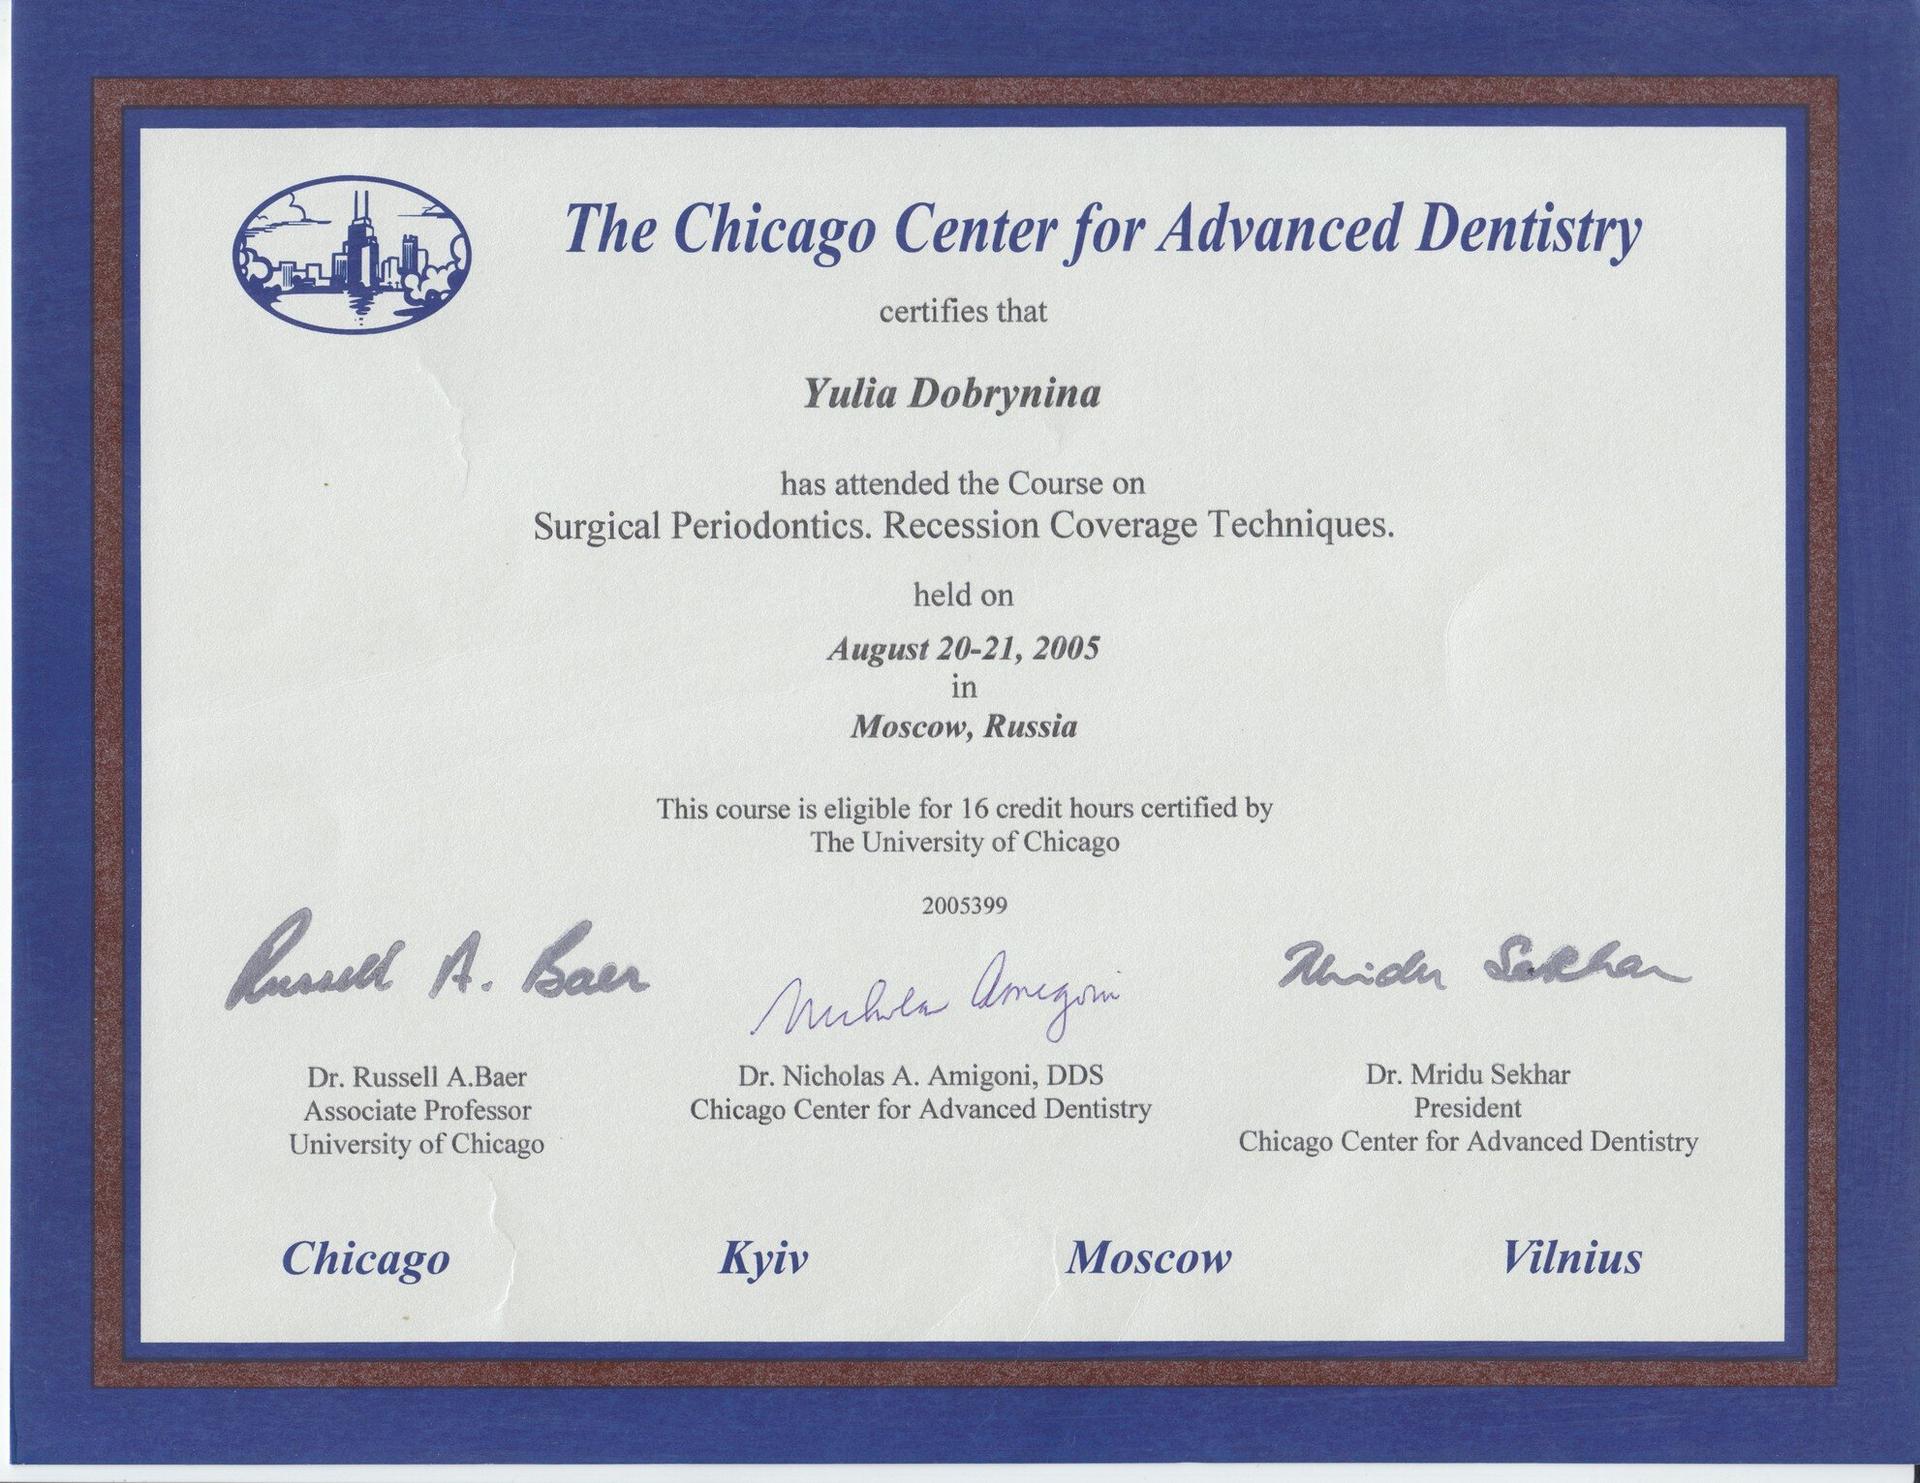 The Chicago Center for Advanced Dentistry
certifies that
Yulia Dobrynina
has attended the Course on
Surgical Periodontics. Recession Coverage Techniques.
held on
August 20-21, 2005
in
Moscow, Russia
This course is eligible for 16 credit hours certified by
The University of Chicago
2005399
Russell A. Baer
Nicholas Amigoni
Mridu Sekhar
Dr. Russell A.Baer
Associate Professor
University of Chicago
Dr. Nicholas A. Amigoni, DDS
Chicago Center for Advanced Dentistry
Dr. Mridu Sekhar
President
Chicago Center for Advanced Dentistry
Chicago Kyiv Moscow Vilnius